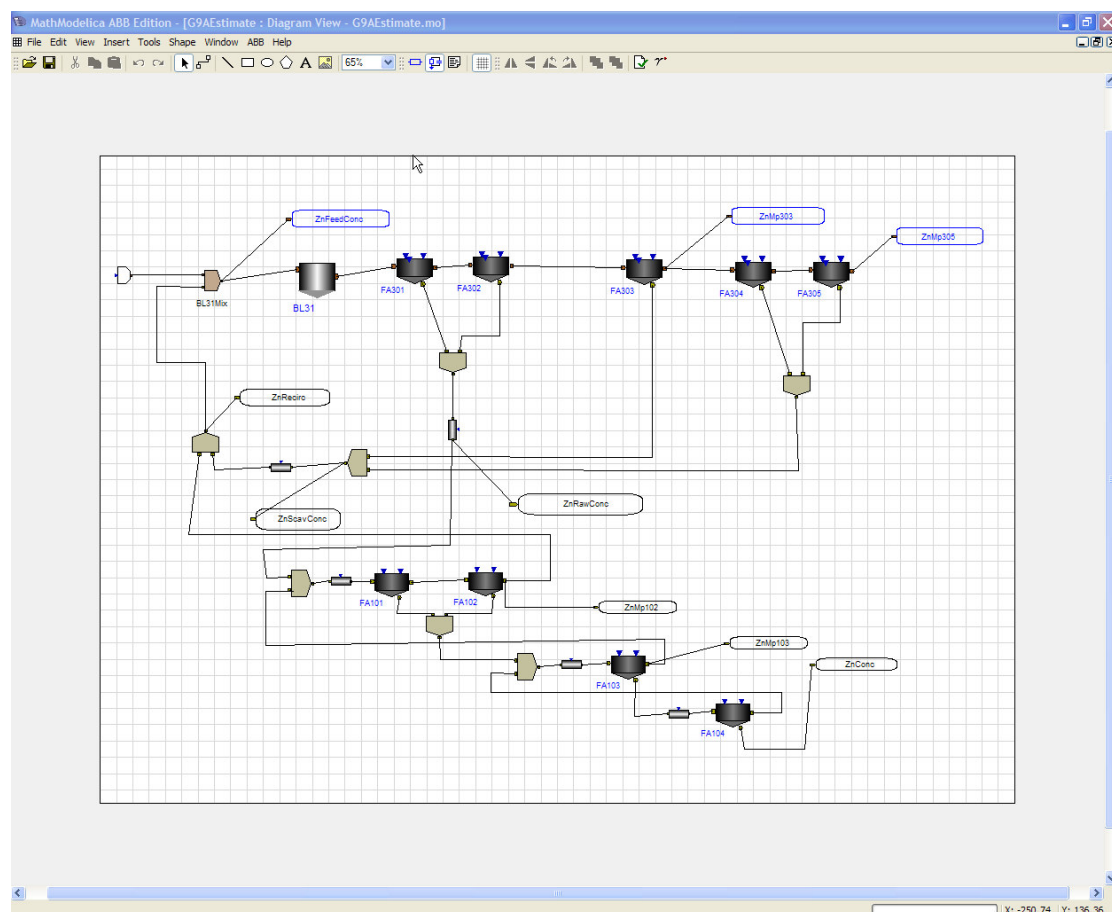 MathModelica ABB Edition - [G9AEstimate : Diagram View - G9AEstimate.mo]
File Edit View Insert Tools Shape Window ABB Help
65%
ZnFeedConc
ZnMp303
ZnMp305
BL31Mix
BL31
FA301
FA302
FA303
FA304
FA305
ZnRecirc
ZnScavConc
ZnRawConc
FA101
FA102
ZnMp102
ZnMp103
ZnConc
FA103
FA104
X: -250.74 Y: 136.36